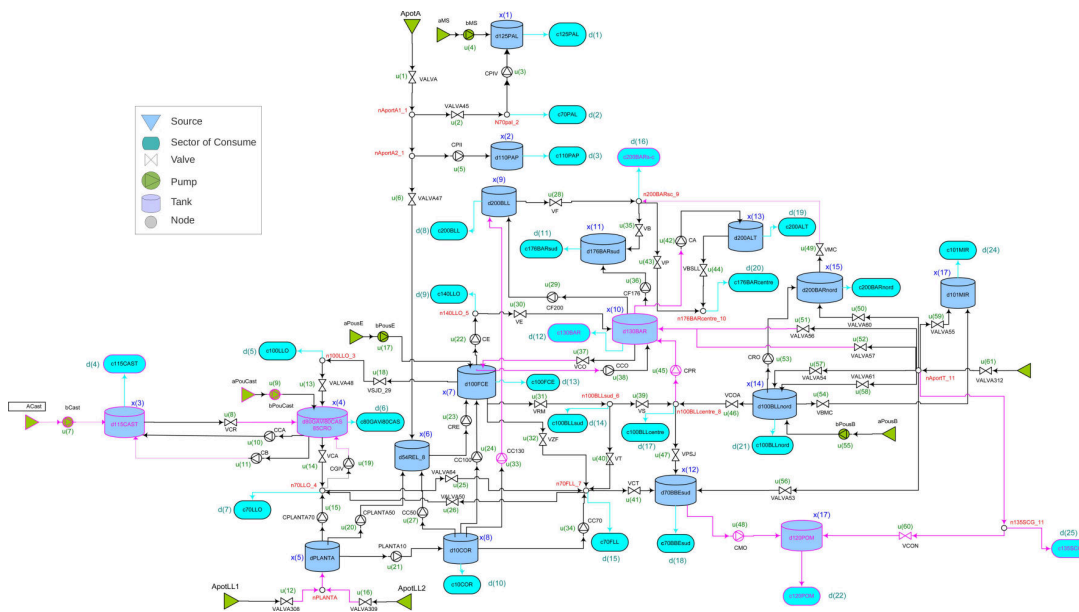 ApotA
aMS
bMS
u(4)
x(1)
d125PAL
c125PAL
d(1)
u(1)
VALVA
CPIV
u(3)
nAportA1_1
VALVA45
u(2)
N70pal_2
c70PAL
d(2)
x(2)
nAportA2_1
CPII
u(5)
d110PAP
c110PAP
d(3)
u(6)
VALVA47
Source
Sector of Consume
Valve
Pump
Tank
Node
d(16)
x(9)
d200BLL
u(28)
VF
n200BARsc_9
d(8)
c200BLL
d(11)
c176BARsud
x(11)
d176BARsud
u(35)
VB
u(43)
VP
u(42)
CA
x(13)
d200ALT
d(19)
c200ALT
VBSLL
u(44)
d(20)
c176BARcentre
n176BARcentre_10
u(49)
VMC
x(15)
d200BARnord
c200BARnord
c101MIR
d(24)
x(17)
d101MIR
u(36)
CF176
u(29)
CF200
d(9)
c140LLO
n140LLO_5
u(30)
VE
x(10)
d130BAR
d(12)
c130BAR
u(50)
VALVA60
u(51)
VALVA56
u(52)
VALVA57
u(59)
VALVA55
aPousE
bPousE
u(17)
u(22)
CE
u(37)
VCO
CCO
u(38)
u(45)
CPR
CRO
u(53)
u(57)
VALVA54
VALVA61
u(58)
u(61)
VALVA312
nAportT_11
d(5)
c100LLO
n100LLO_3
d(4)
c115CAST
u(18)
VSJD_29
d100FCE
x(7)
c100FCE
d(13)
aPouCast
u(9)
bPouCast
u(13)
VALVA48
ACast
bCast
u(7)
x(3)
d115CAST
u(8)
VCR
x(4)
d80GAVi80CAS
85CRO
d(6)
c80GAVi80CAS
CCA
u(10)
CB
u(11)
VCA
u(14)
CGIV
u(19)
u(23)
CRE
u(31)
VRM
n100BLLsud_6
c100BLLsud
d(14)
u(39)
VS
c100BLLcentre
d(17)
n100BLLcentre_8
VCOA
u(46)
x(14)
d100BLLnord
u(54)
VBMC
bPousB
u(55)
aPousB
d(21)
c100BLLnord
x(6)
d54REL_8
CC100
u(24)
CC130
u(33)
u(32)
VZF
u(40)
VT
u(47)
VPSJ
x(12)
d70BBEsud
n70LLO_4
d(7)
c70LLO
VALVA64
u(25)
VALVA50
u(26)
n70FLL_7
VCT
u(41)
u(56)
VALVA53
u(15)
CPLANTA70
CPLANTA50
u(20)
CC50
u(27)
u(34)
CC70
c70FLL
d(15)
c70BBEsud
d(18)
u(48)
CMO
x(17)
d120POM
u(60)
VCON
n135SCG_11
d(25)
x(5)
dPLANTA
PLANTA10
u(21)
x(8)
d10COR
c10COR
d(10)
c120POM
d(22)
ApotLL1
u(12)
VALVA308
nPLANTA
u(16)
VALVA309
ApotLL2